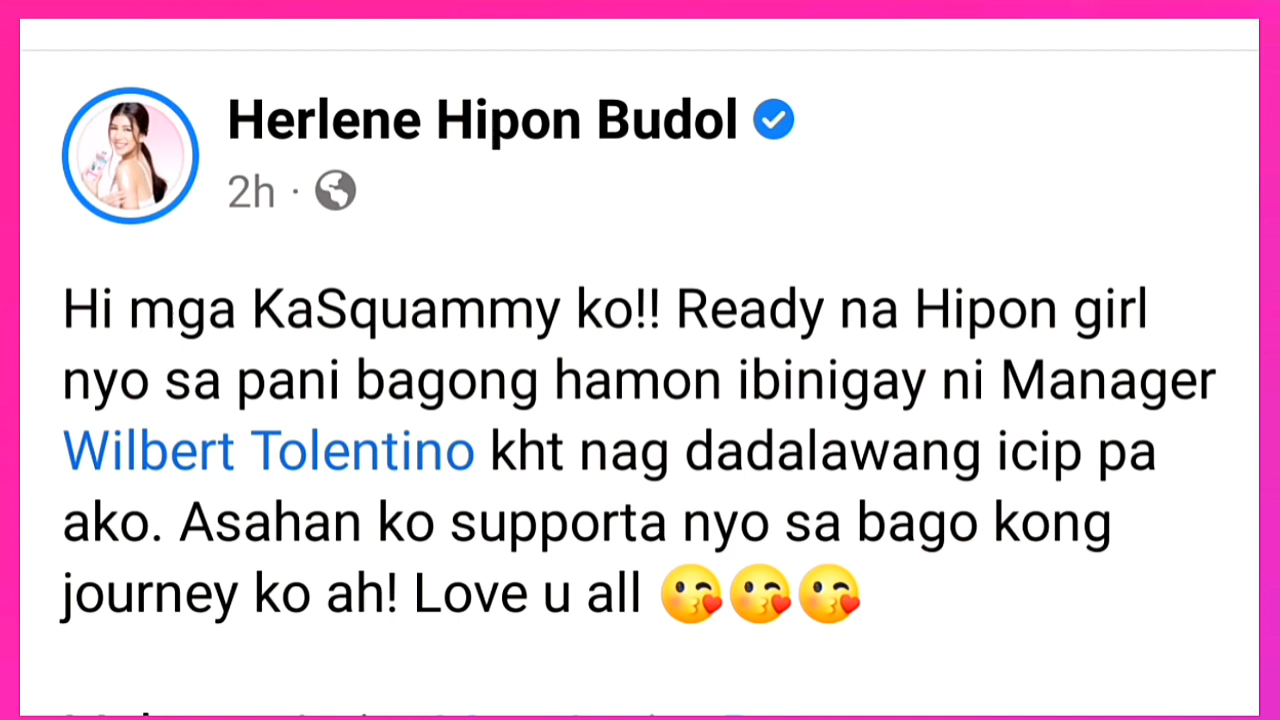 Herlene Hipon Budol
2h ·
Hi mga KaSquammy ko!! Ready na Hipon girl
nyo sa pani bagong hamon ibinigay ni Manager
Wilbert Tolentino kht nag dadalawang icip pa
ako. Asahan ko supporta nyo sa bago kong
journey ko ah! Love u all 😘😘😘